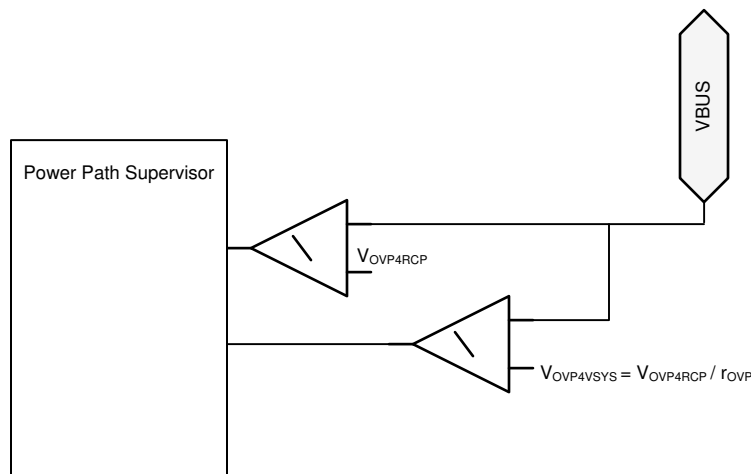 VBUS
Power Path Supervisor
VOVP4RCP
VOVP4VSYS = VOVP4RCP / rOVP